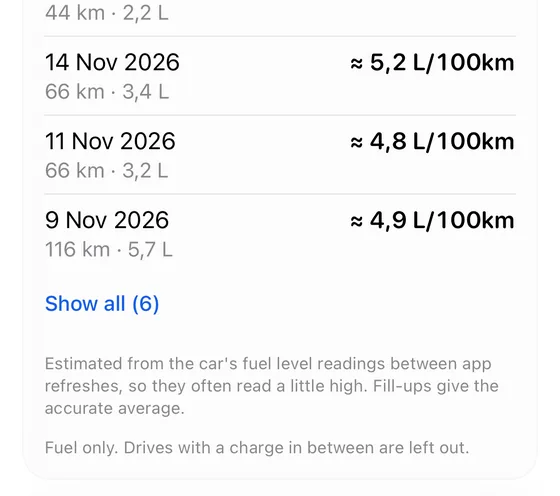 44 km · 2,2 L
14 Nov 2026
≈ 5,2 L/100km
66 km · 3,4 L
11 Nov 2026
≈ 4,8 L/100km
66 km · 3,2 L
9 Nov 2026
≈ 4,9 L/100km
116 km · 5,7 L
Show all (6)
Estimated from the car's fuel level readings between app
refreshes, so they often read a little high. Fill-ups give the
accurate average.
Fuel only. Drives with a charge in between are left out.